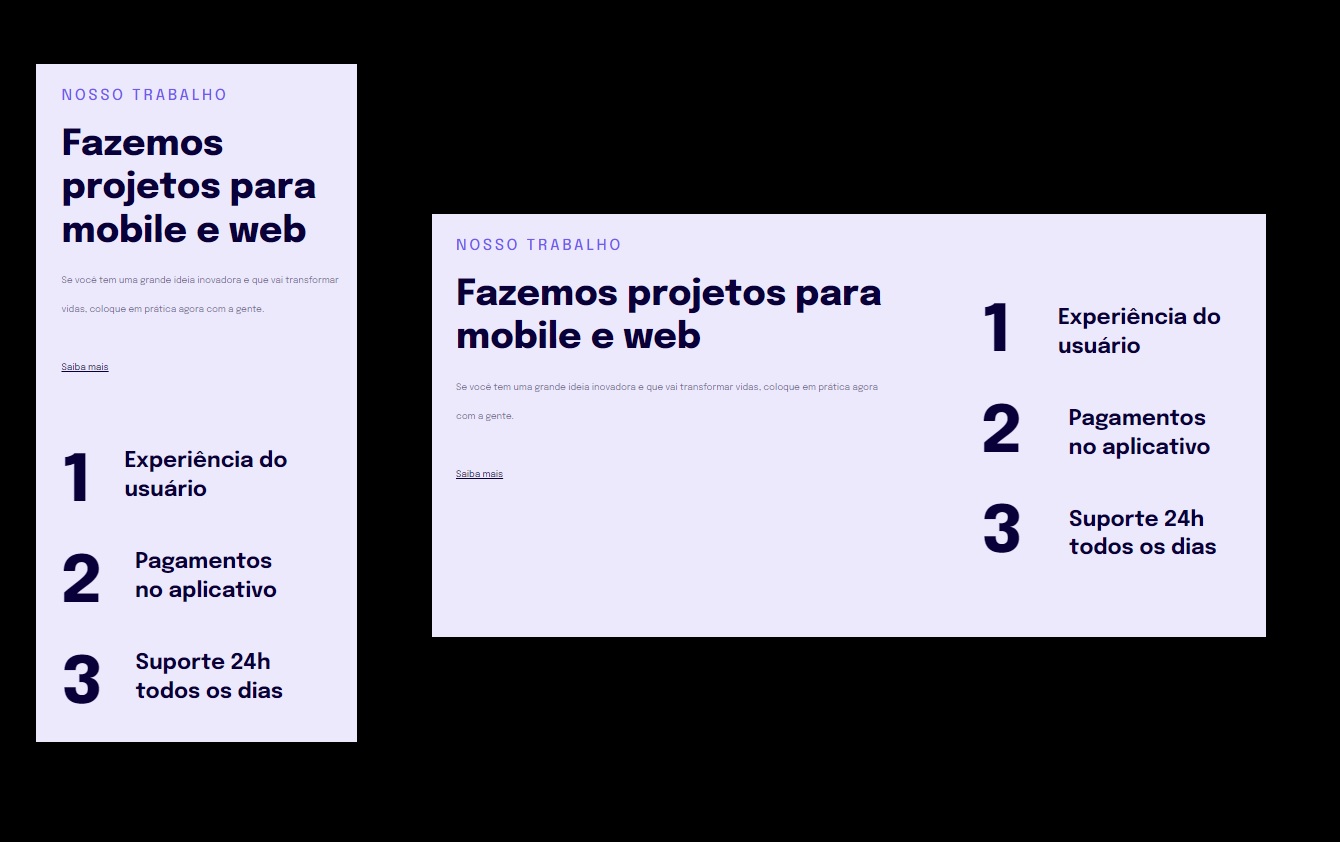 NOSSO TRABALHO
Fazemos
projetos para
mobile e web
Se você tem uma grande ideia inovadora e que vai transformar
vidas, coloque em prática agora com a gente.
Saiba mais
1 Experiência do
usuário
2 Pagamentos
no aplicativo
3 Suporte 24h
todos os dias
NOSSO TRABALHO
Fazemos projetos para
mobile e web
Se você tem uma grande ideia inovadora e que vai transformar vidas, coloque em prática agora
com a gente.
Saiba mais
1 Experiência do
usuário
2 Pagamentos
no aplicativo
3 Suporte 24h
todos os dias